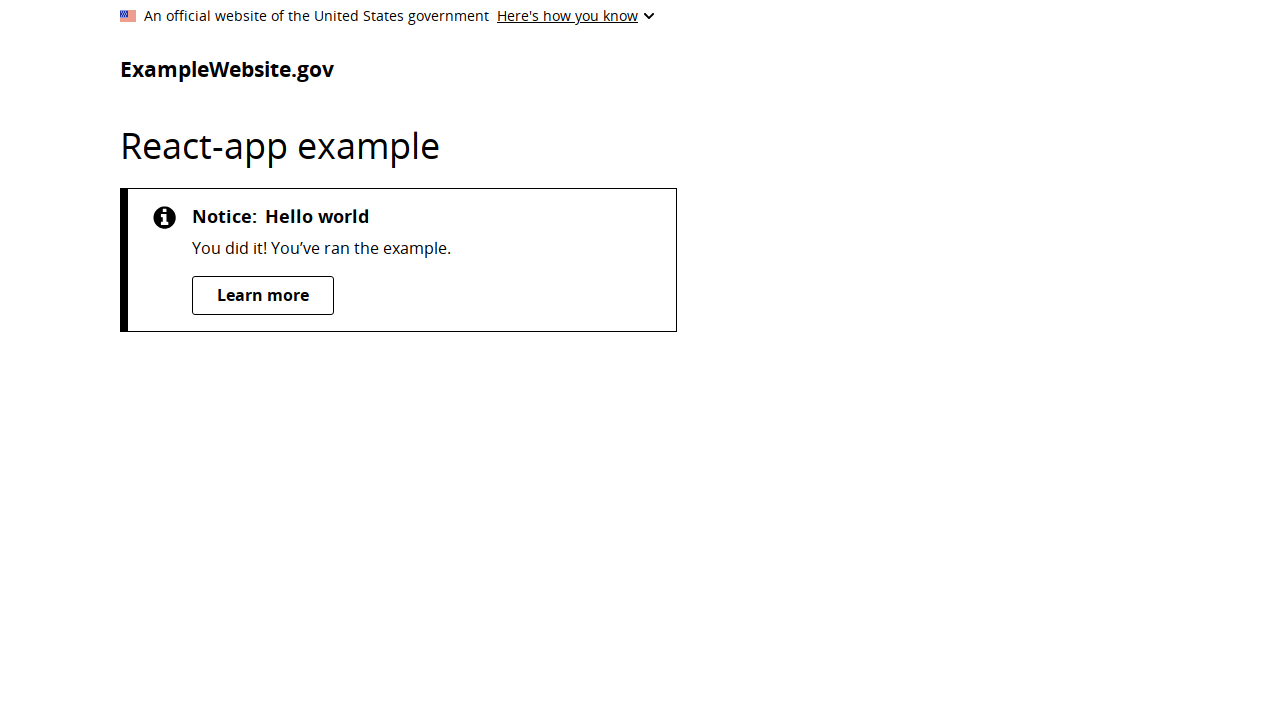 An official website of the United States government Here's how you know
ExampleWebsite.gov
React-app example
Notice: Hello world
You did it! You’ve ran the example.
Learn more